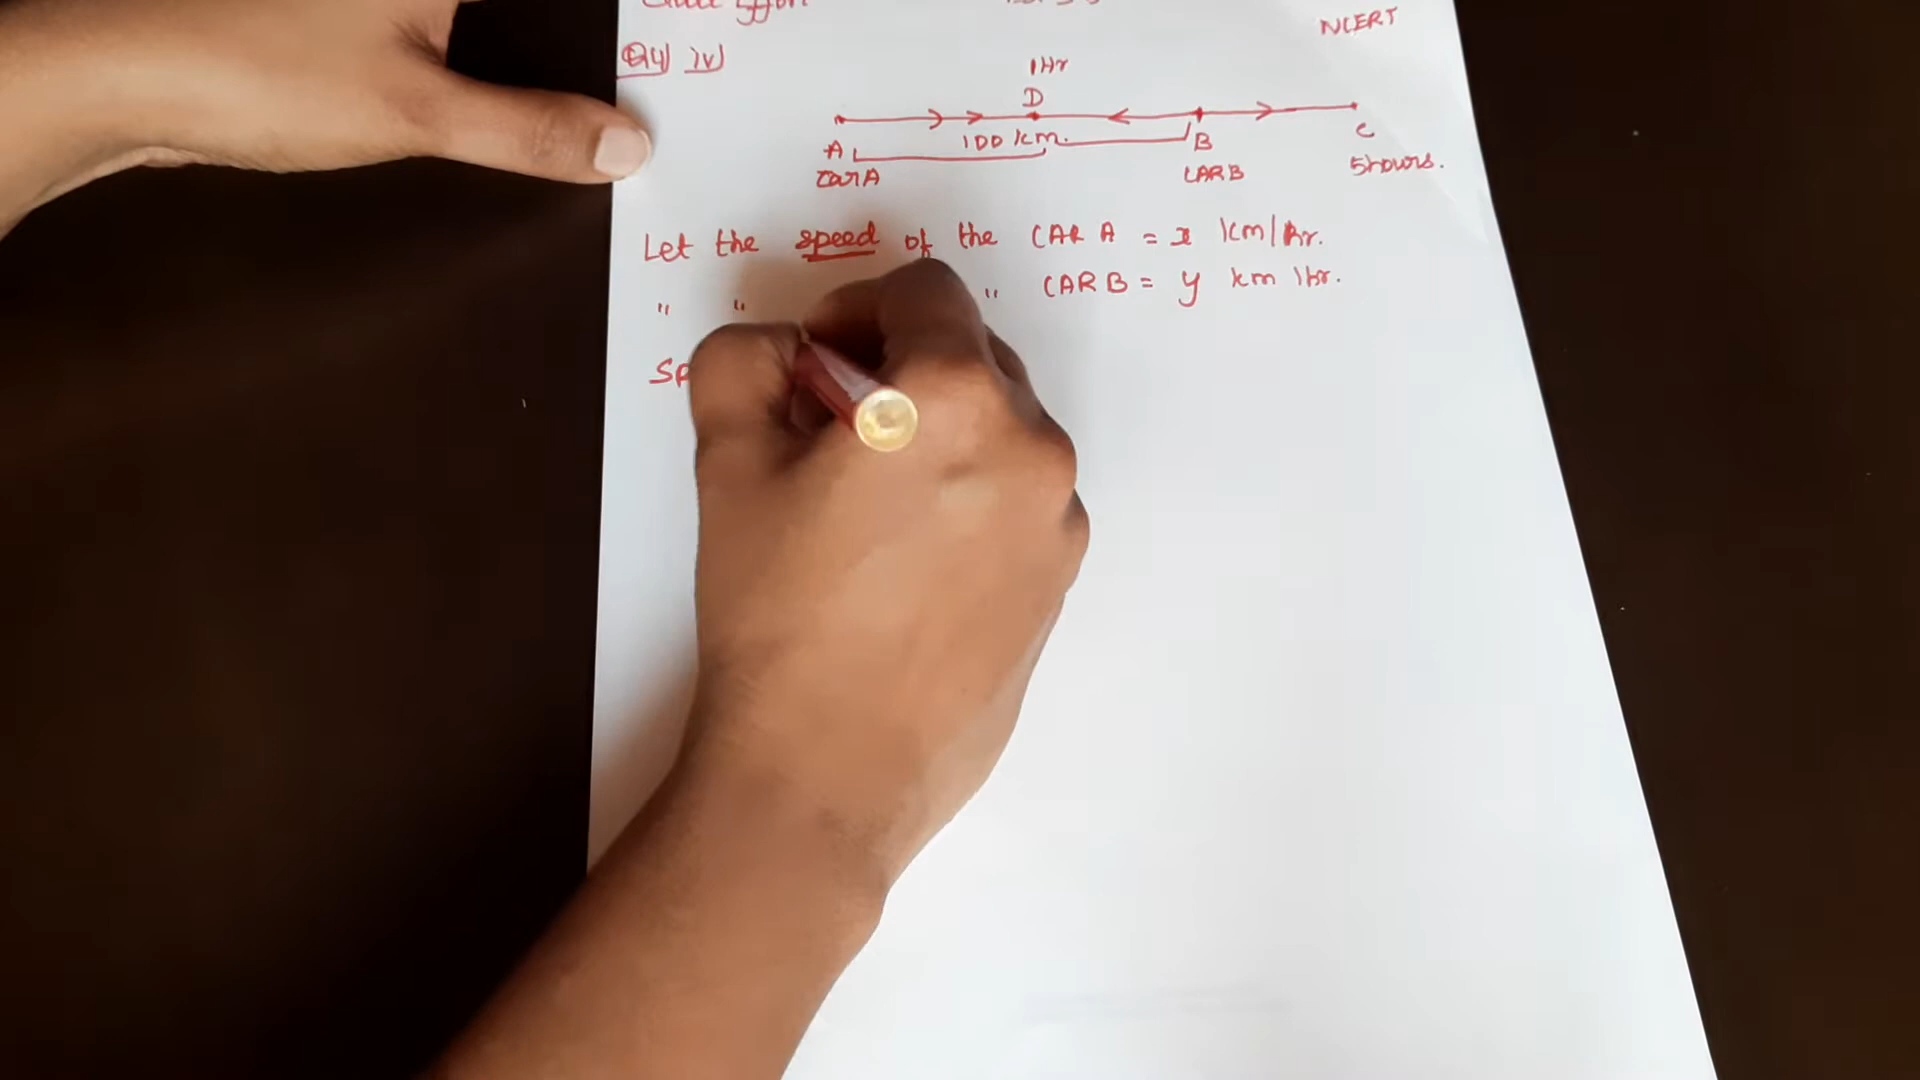 NCERT
Q4) iv)
1Hr
D
100 km.
A B C
Car A CAR B 5hours.
Let the speed of the CAR A = x km/hr.
" " " CAR B = y km/hr.
Sp